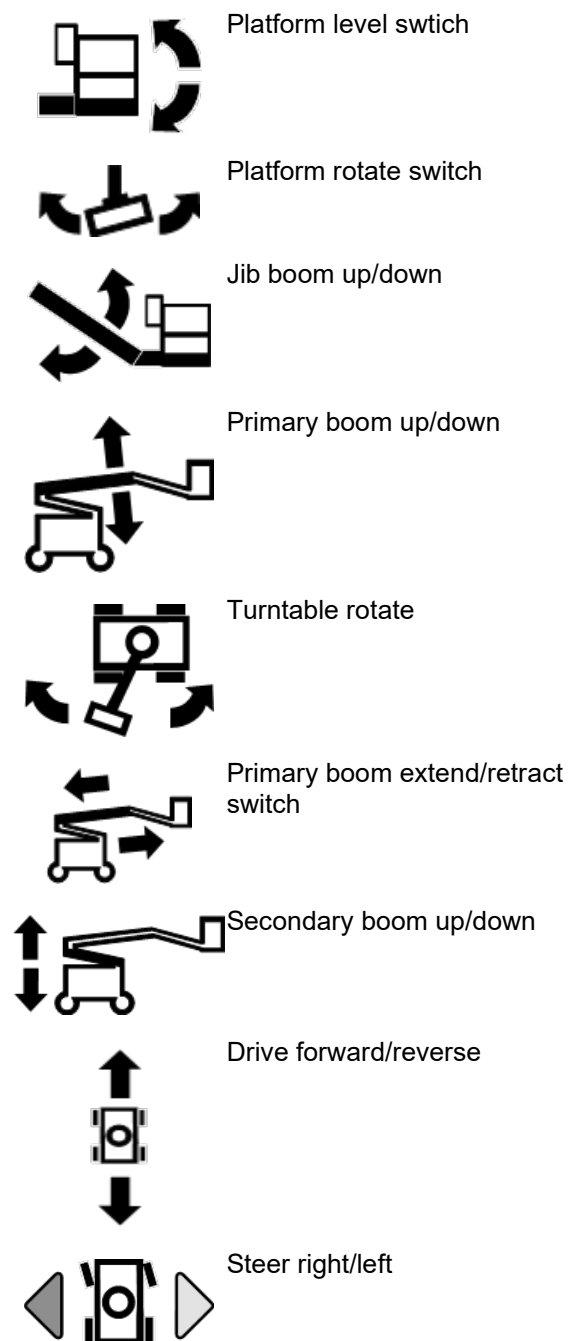 Platform level swtich
Platform rotate switch
Jib boom up/down
Primary boom up/down
Turntable rotate
Primary boom extend/retract
switch
Secondary boom up/down
Drive forward/reverse
Steer right/left